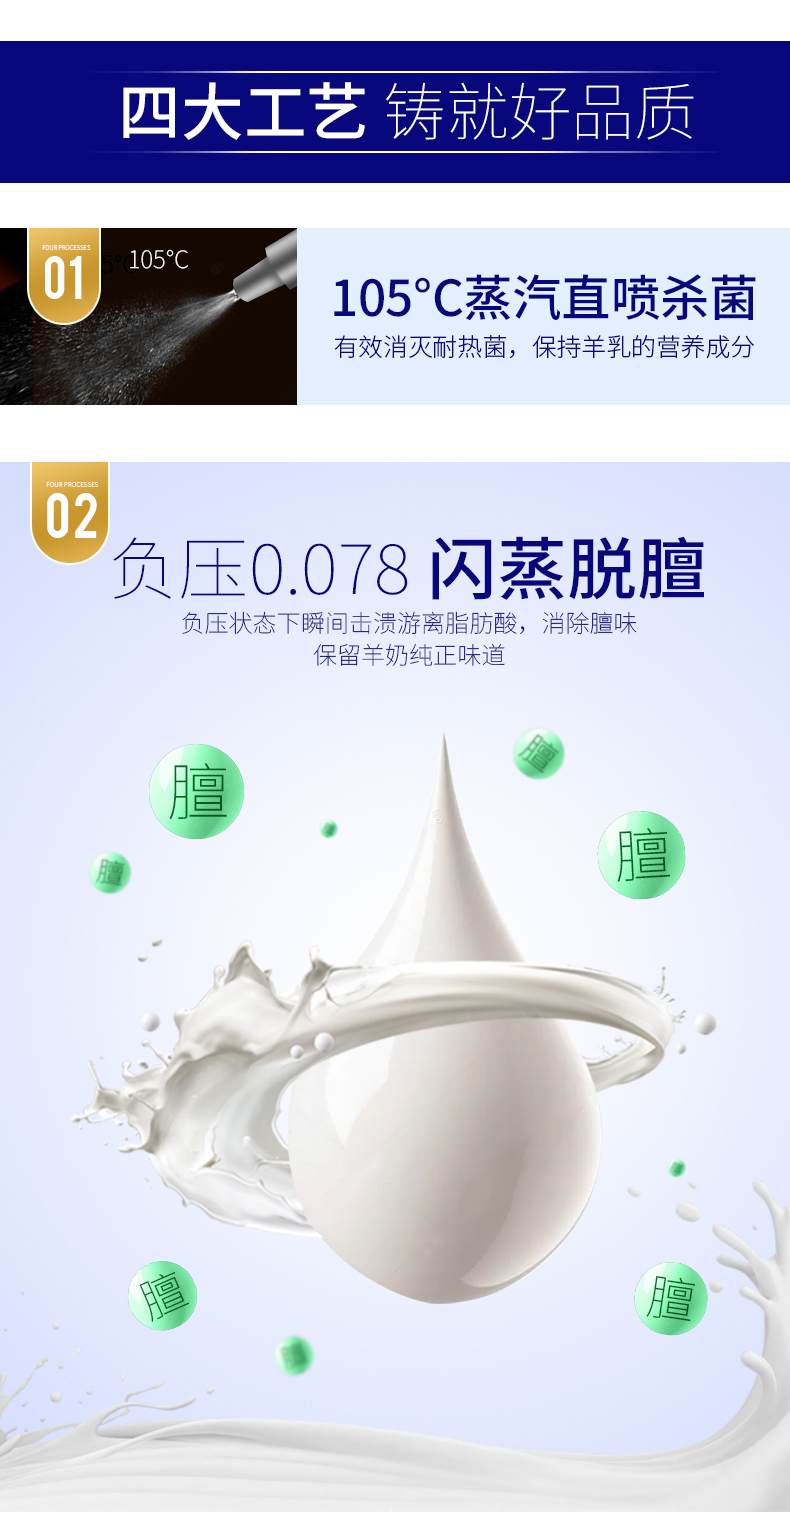 四大工艺 铸就好品质
FOUR PROCESSES
01
105°C
105°C蒸汽直喷杀菌
有效消灭耐热菌，保持羊乳的营养成分
FOUR PROCESSES
02
负压0.078 闪蒸脱膻
负压状态下瞬间击溃游离脂肪酸，消除膻味
保留羊奶纯正味道
膻
膻
膻
膻
膻
膻